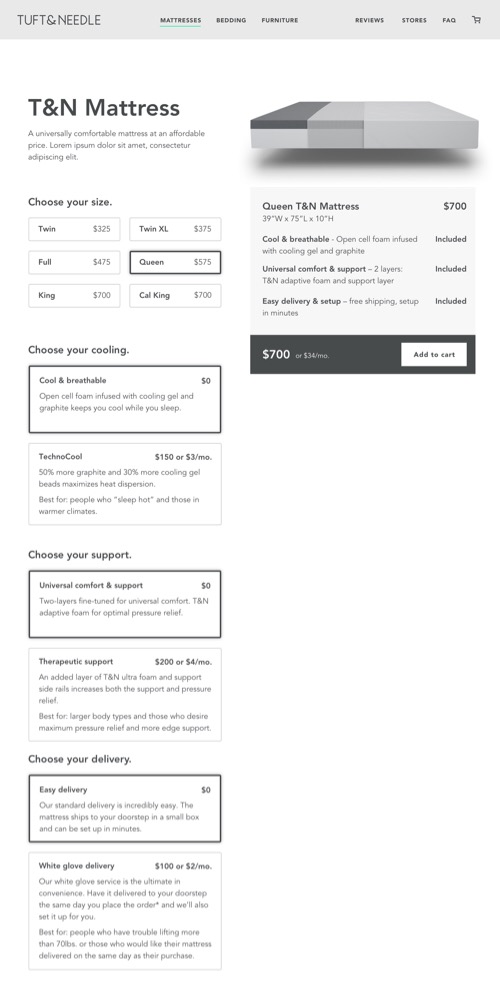 TUFT&NEEDLE
MATTRESSES BEDDING FURNITURE REVIEWS STORES FAQ
T&N Mattress
A universally comfortable mattress at an affordable
price. Lorem ipsum dolor sit amet, consectetur
adipiscing elit.
Choose your size.
Twin $325
Twin XL $375
Full $475
Queen $575
King $700
Cal King $700
Choose your cooling.
Cool & breathable $0
Open cell foam infused with cooling gel and
graphite keeps you cool while you sleep.
TechnoCool $150 or $3/mo.
50% more graphite and 30% more cooling gel
beads maximizes heat dispersion.
Best for: people who “sleep hot” and those in
warmer climates.
Choose your support.
Universal comfort & support $0
Two-layers fine-tuned for universal comfort. T&N
adaptive foam for optimal pressure relief.
Therapeutic support $200 or $4/mo.
An added layer of T&N ultra foam and support
side rails increases both the support and pressure
relief.
Best for: larger body types and those who desire
maximum pressure relief and more edge support.
Choose your delivery.
Easy delivery $0
Our standard delivery is incredibly easy. The
mattress ships to your doorstep in a small box
and can be set up in minutes.
White glove delivery $100 or $2/mo.
Our white glove service is the ultimate in
convenience. Have it delivered to your doorstep
the same day you place the order* and we’ll also
set it up for you.
Best for: people who have trouble lifting more
than 70lbs. or those who would like their mattress
delivered on the same day as their purchase.
Queen T&N Mattress $700
39"W x 75"L x 10"H
Cool & breathable - Open cell foam infused Included
with cooling gel and graphite
Universal comfort & support – 2 layers: Included
T&N adaptive foam and support layer
Easy delivery & setup – free shipping, setup Included
in minutes
$700 or $34/mo. Add to cart